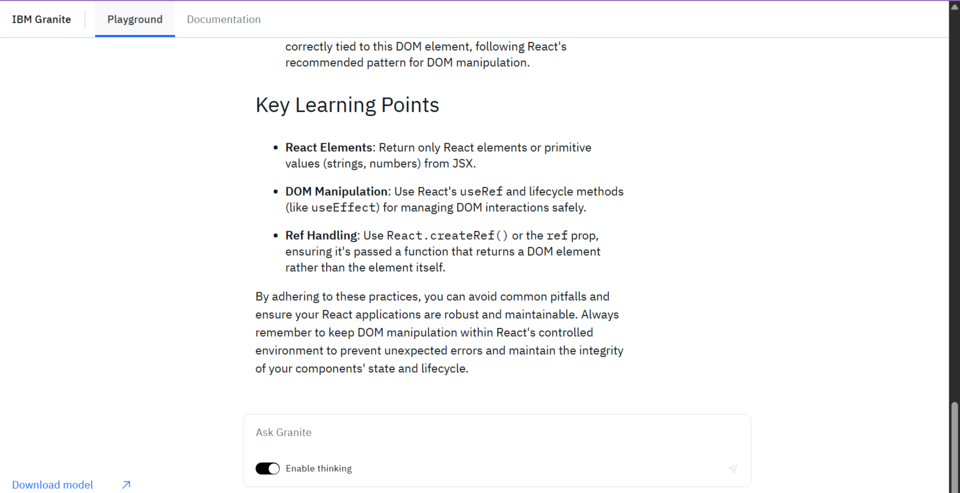 IBM Granite
Playground
Documentation
correctly tied to this DOM element, following React's
recommended pattern for DOM manipulation.
Key Learning Points
• React Elements: Return only React elements or primitive
values (strings, numbers) from JSX.
• DOM Manipulation: Use React's useRef and lifecycle methods
(like useEffect) for managing DOM interactions safely.
• Ref Handling: Use React.createRef() or the ref prop,
ensuring it's passed a function that returns a DOM element
rather than the element itself.
By adhering to these practices, you can avoid common pitfalls and
ensure your React applications are robust and maintainable. Always
remember to keep DOM manipulation within React's controlled
environment to prevent unexpected errors and maintain the integrity
of your components' state and lifecycle.
Ask Granite
Enable thinking
Download model